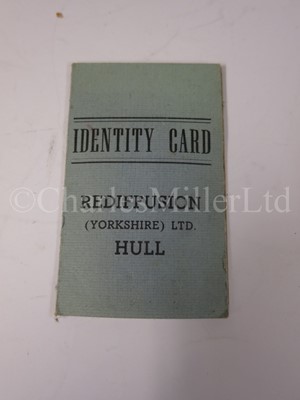 IDENTITY CARD
©CharlesMillerLtd
REDIFFUSION
(YORKSHIRE) LTD.
HULL